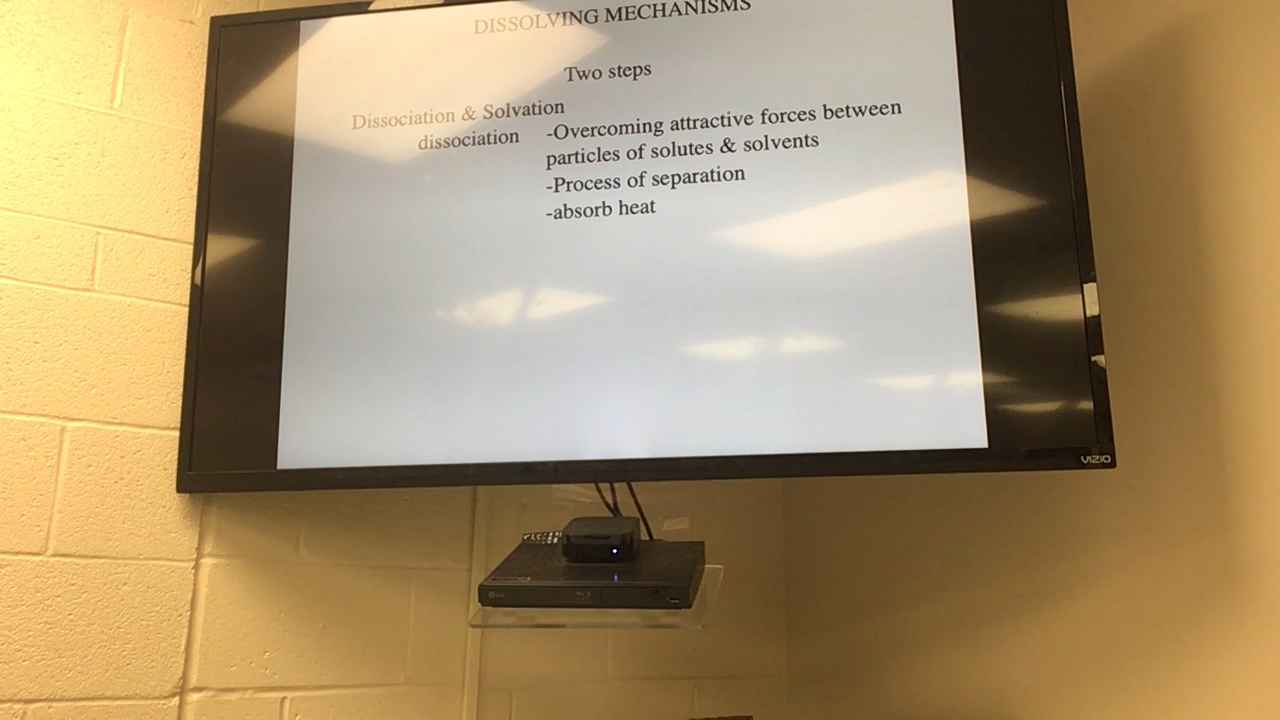 DISSOLVING MECHANISMS
Two steps
Dissociation & Solvation
dissociation -Overcoming attractive forces between
particles of solutes & solvents
-Process of separation
-absorb heat
VIZIO